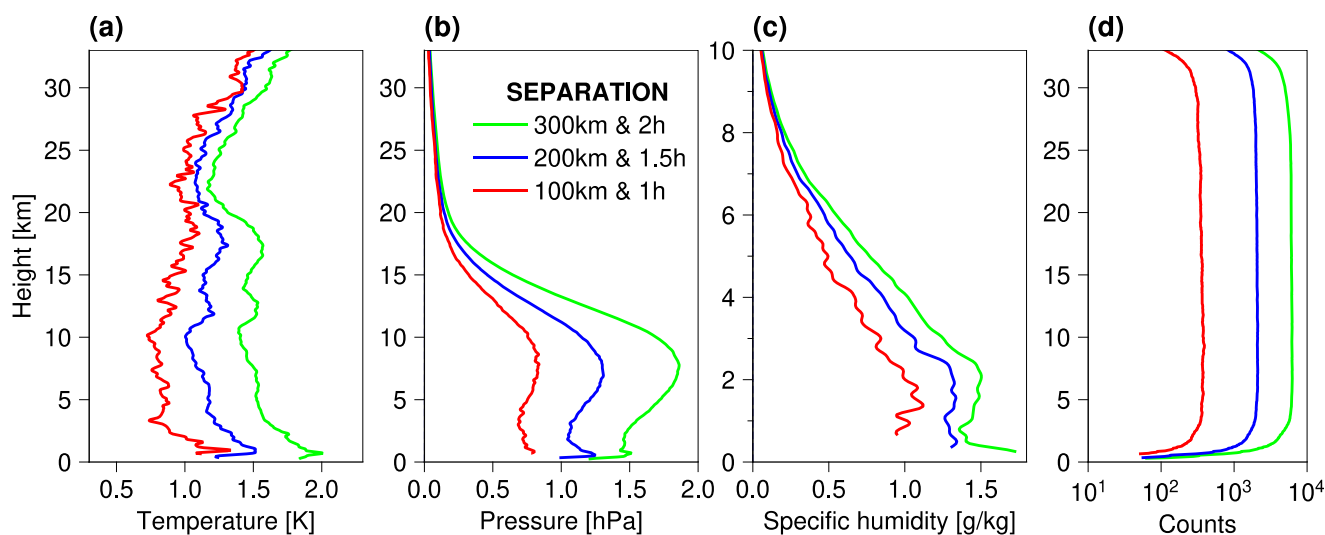 (a) (b) (c) (d)
Height [km]
30
25
20
15
10
5
0
0.5 1.0 1.5 2.0
Temperature [K]
30
25
20
15
10
5
0
SEPARATION
300km & 2h
200km & 1.5h
100km & 1h
0.0 0.5 1.0 1.5 2.0
Pressure [hPa]
10
8
6
4
2
0
0.0 0.5 1.0 1.5
Specific humidity [g/kg]
30
25
20
15
10
5
0
10¹ 10² 10³ 10⁴
Counts